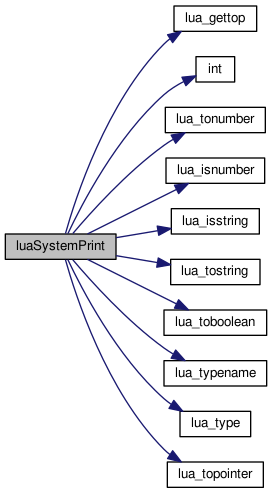 lua_gettop
int
lua_tonumber
lua_isnumber
lua_isstring
luaSystemPrint
lua_tostring
lua_toboolean
lua_typename
lua_type
lua_topointer